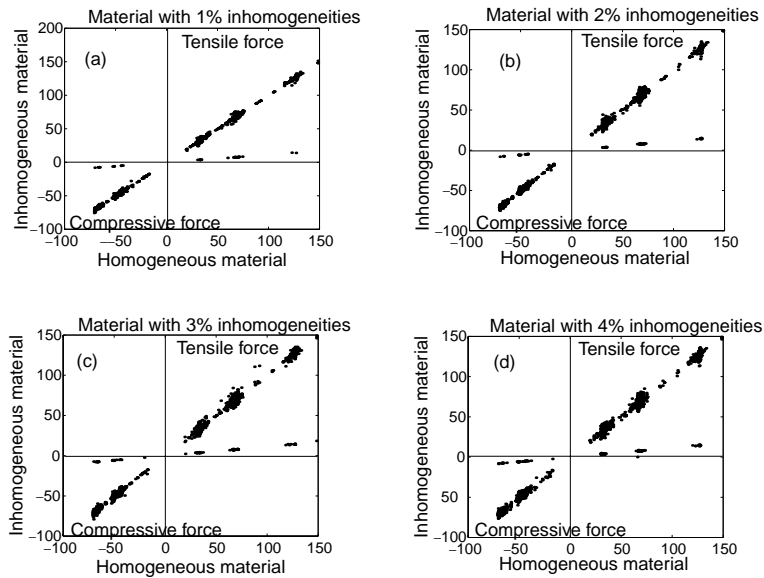 Material with 1% inhomogeneities
200
150
100
50
0
−50
−100
Inhomogeneous material
(a)
Tensile force
Compressive force
−100 −50 0 50 100 150
Homogeneous material
Material with 2% inhomogeneities
150
100
50
0
−50
−100
Inhomogeneous material
(b)
Tensile force
Compressive force
−100 −50 0 50 100 150
Homogeneous material
Material with 3% inhomogeneities
150
100
50
0
−50
−100
Inhomogeneous material
(c)
Tensile force
Compressive force
−100 −50 0 50 100 150
Homogeneous material
Material with 4% inhomogeneities
150
100
50
0
−50
−100
Inhomogeneous material
(d)
Tensile force
Compressive force
−100 −50 0 50 100 150
Homogeneous material